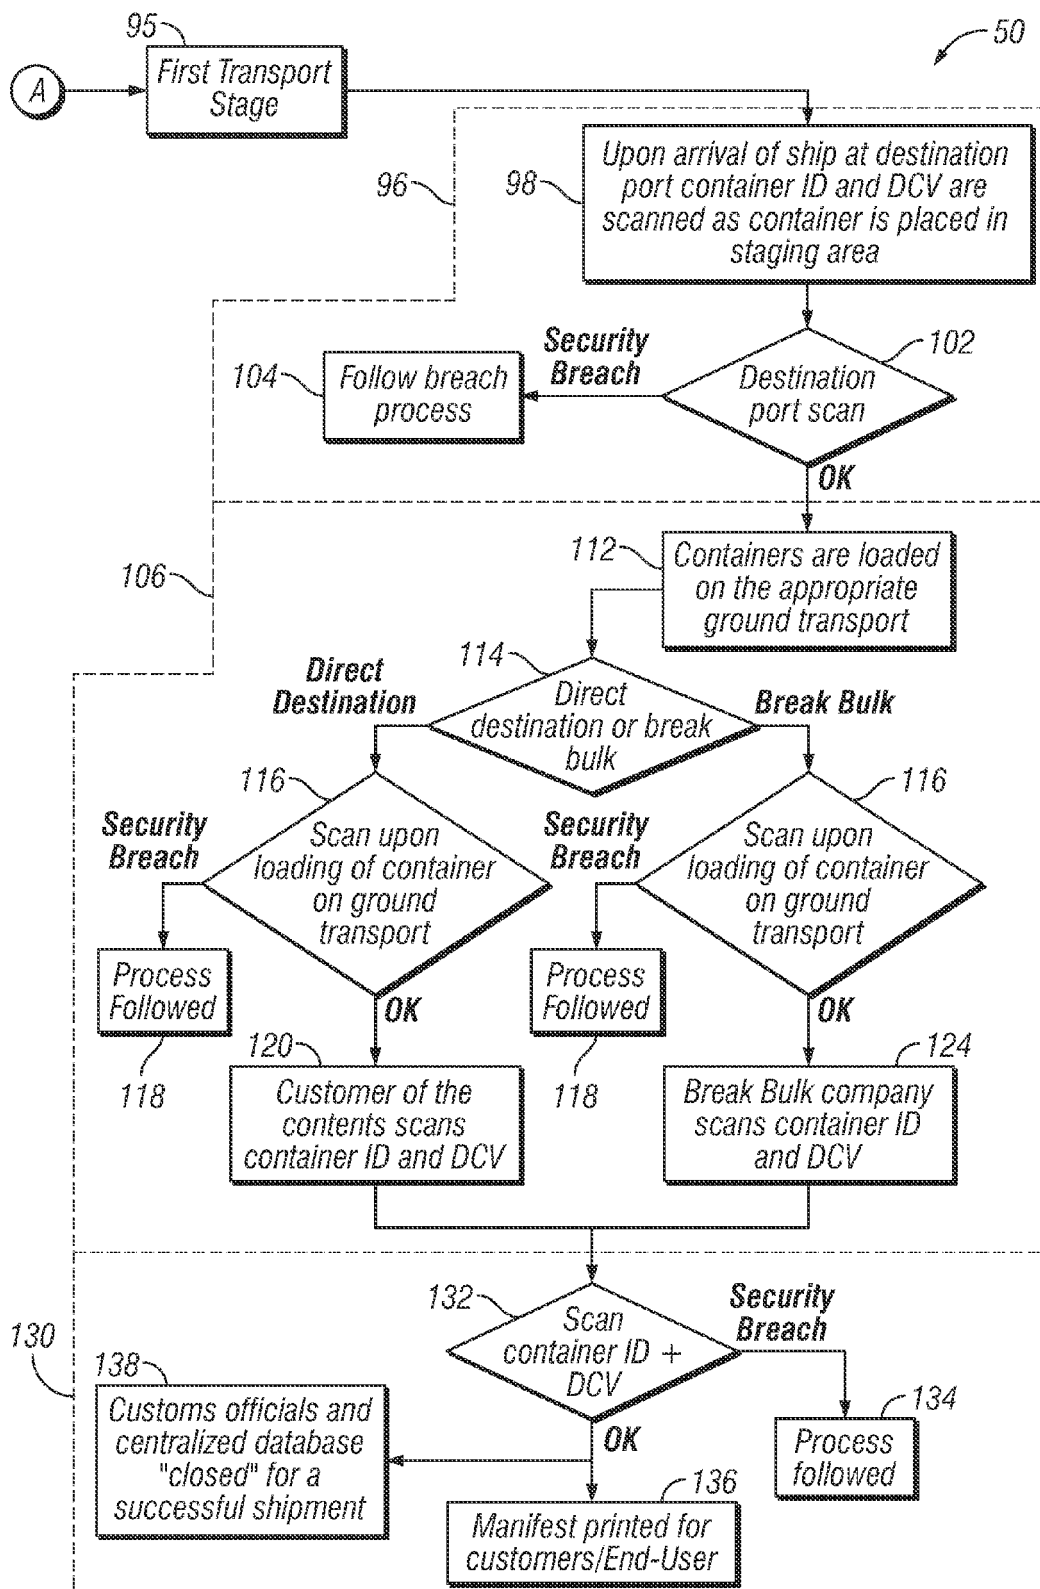 95
50
A
First Transport
Stage
96
98
Upon arrival of ship at destination
port container ID and DCV are
scanned as container is placed in
staging area
Security
Breach
102
104
Follow breach
process
Destination
port scan
OK
112
Containers are loaded
on the appropriate
ground transport
106
114
Direct
Destination
Direct
destination or break
bulk
Break Bulk
116
116
Security
Breach
Scan upon
loading of container
on ground
transport
Security
Breach
Scan upon
loading of container
on ground
transport
Process
Followed
OK
Process
Followed
OK
118
120
118
124
Customer of the
contents scans
container ID and DCV
Break Bulk company
scans container ID
and DCV
132
Scan
container ID +
DCV
Security
Breach
130
138
Customs officials and
centralized database
"closed" for a
successful shipment
OK
134
Process
followed
136
Manifest printed for
customers/End-User